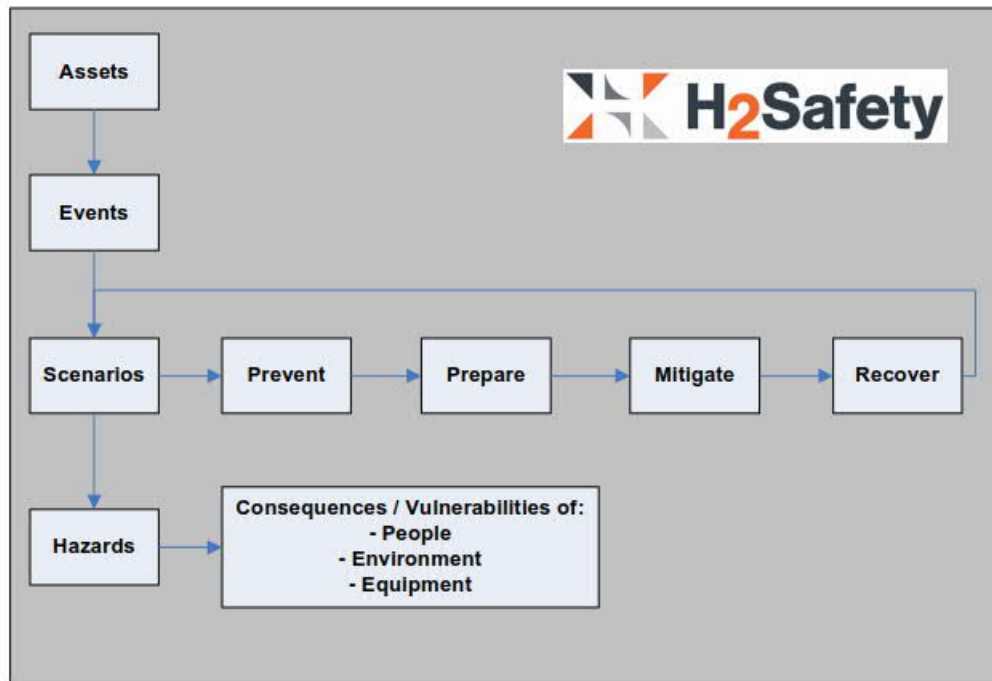 Assets
H2Safety
Events
Scenarios
Prevent
Prepare
Mitigate
Recover
Hazards
Consequences / Vulnerabilities of:
- People
- Environment
- Equipment